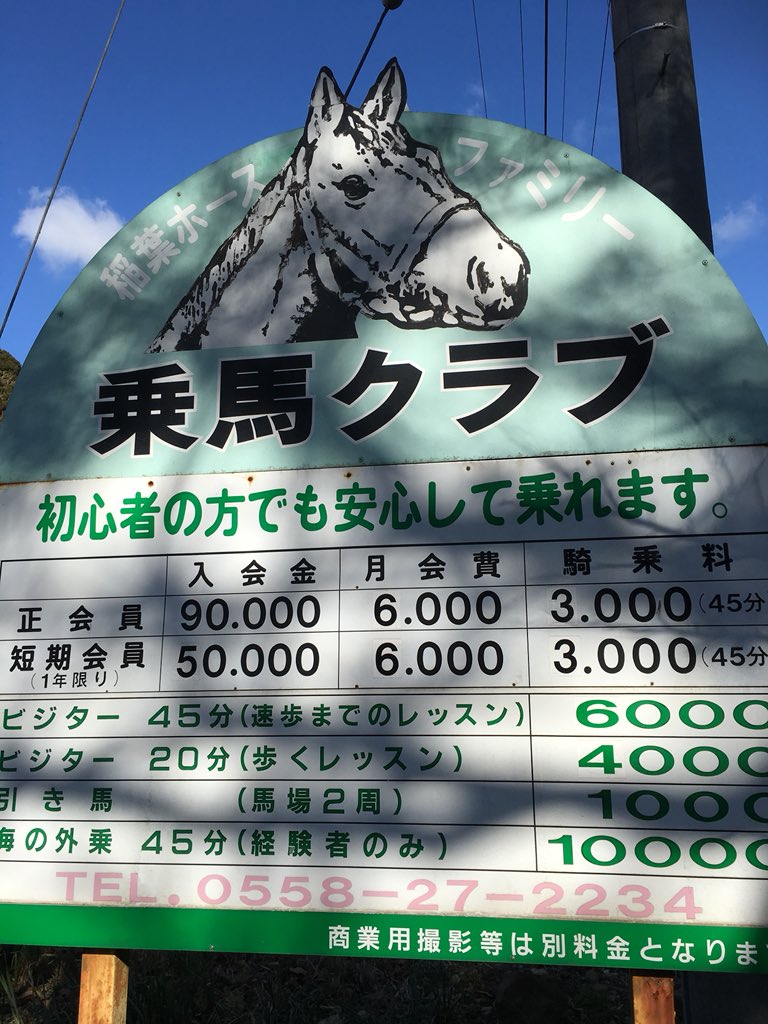 稲葉ホース ファミリー
乗馬クラブ
初心者の方でも安心して乗れます。
入会金 月会費 騎乗料
正会員 90.000 6.000 3.000(45分
短期会員 50.000 6.000 3.000(45分
(1年限り)
ビジター 45分(速歩までのレッスン) 6000
ビジター 20分(歩くレッスン) 4000
引き馬 (馬場2周) 1000
海の外乗 45分(経験者のみ) 10000
TEL.0558-27-2234
商業用撮影等は別料金となりま